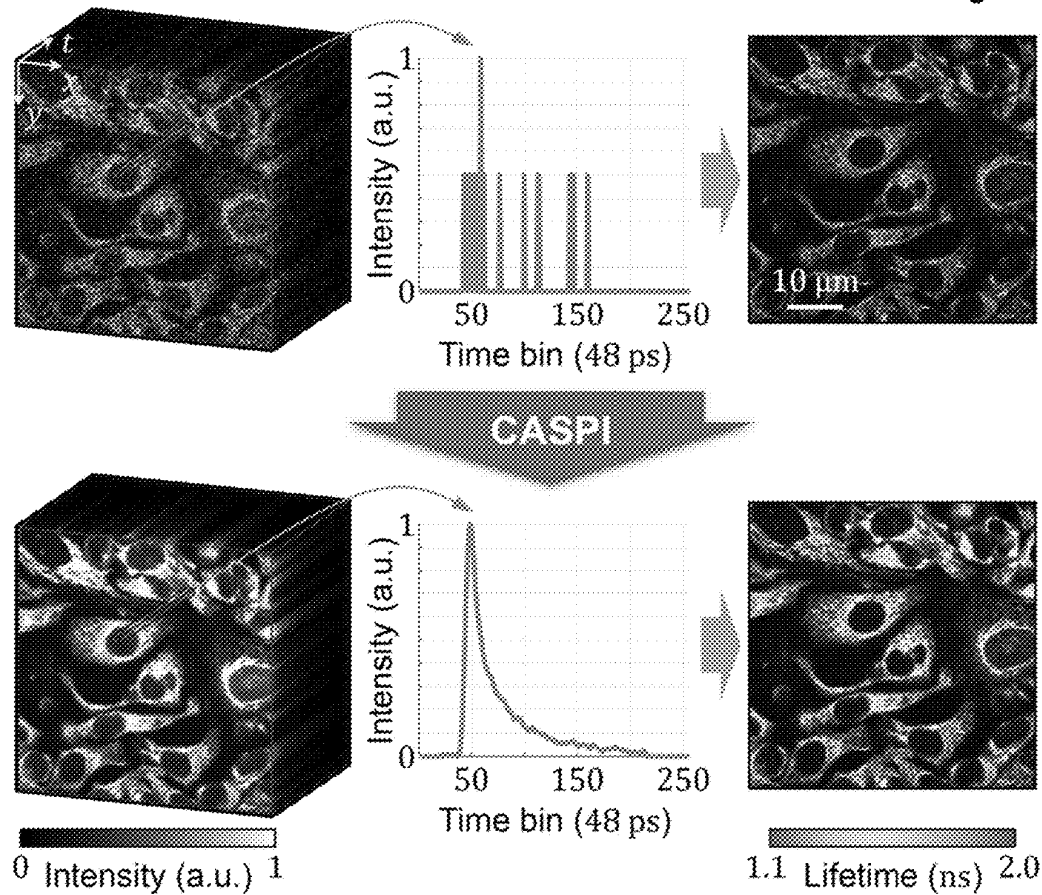 t
x
y
1
Intensity (a.u.)
0
50 150 250
Time bin (48 ps)
10 μm
CASPI
1
Intensity (a.u.)
0
50 150 250
Time bin (48 ps)
0 Intensity (a.u.) 1
1.1 Lifetime (ns) 2.0